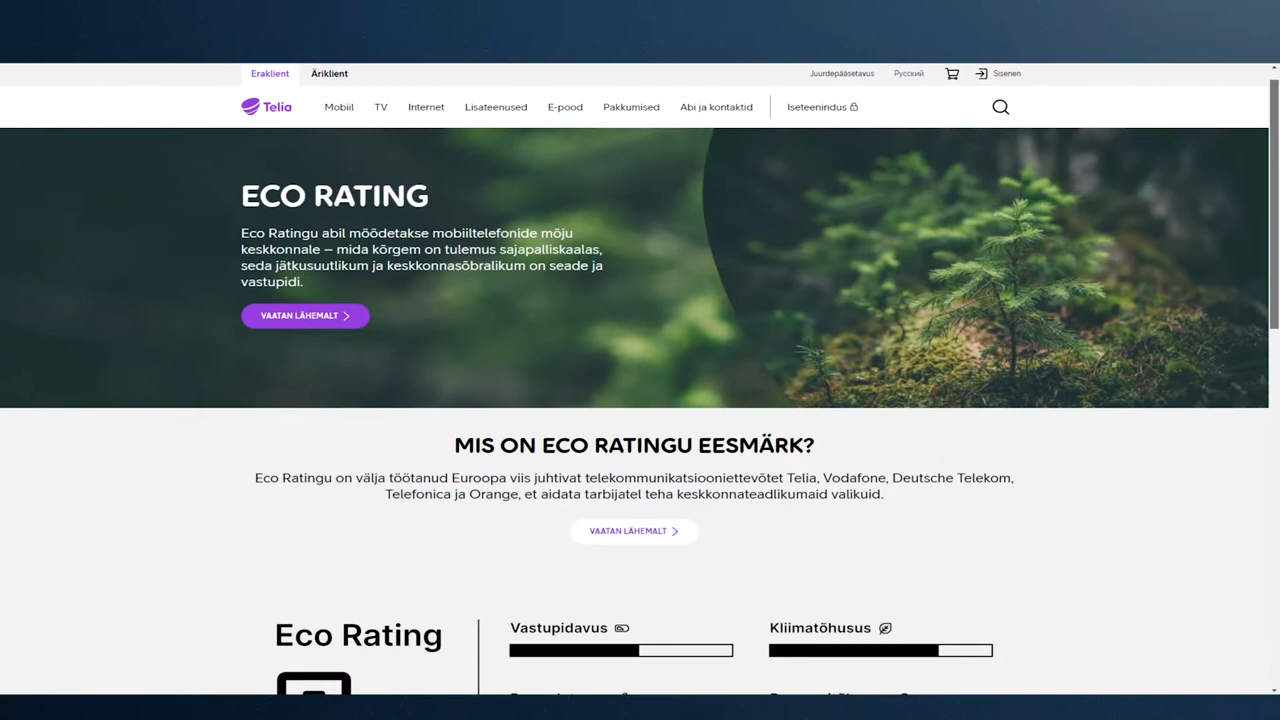 Eraklient Äriklient Juurdepääsetavus Русский Sisenen
Telia Mobiil TV Internet Lisateenused E-pood Pakkumised Abi ja kontaktid Iseteenindus
ECO RATING
Eco Ratingu abil mõõdetakse mobiiltelefonide mõju
keskkonnale – mida kõrgem on tulemus sajapalliskaalas,
seda jätkusuutlikum ja keskkonnasõbralikum on seade ja
vastupidi.
VAATAN LÄHEMALT
MIS ON ECO RATINGU EESMÄRK?
Eco Ratingu on välja töötanud Euroopa viis juhtivat telekommunikatsiooniettevõtet Telia, Vodafone, Deutsche Telekom,
Telefonica ja Orange, et aidata tarbijatel teha keskkonnateadlikumaid valikuid.
VAATAN LÄHEMALT
Eco Rating
Vastupidavus
Kliimatõhusus